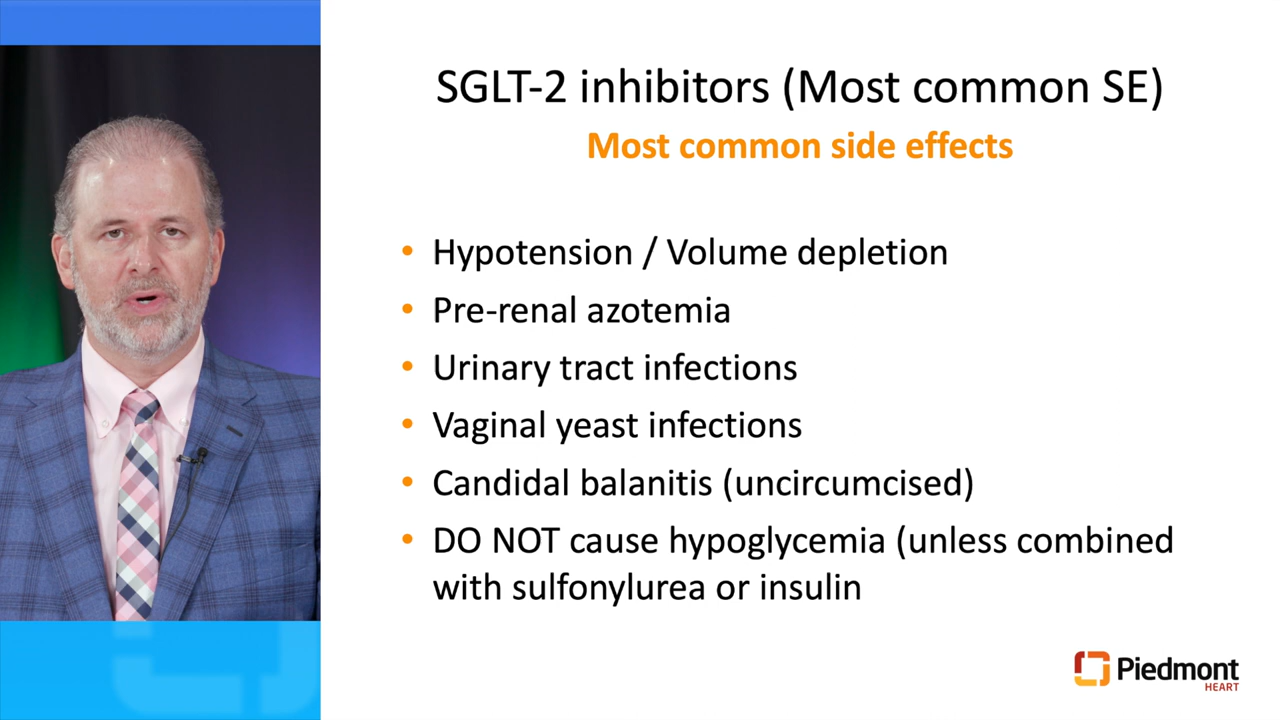 SGLT-2 inhibitors (Most common SE)
Most common side effects
• Hypotension / Volume depletion
• Pre-renal azotemia
• Urinary tract infections
• Vaginal yeast infections
• Candidal balanitis (uncircumcised)
• DO NOT cause hypoglycemia (unless combined
with sulfonylurea or insulin
Piedmont
HEART